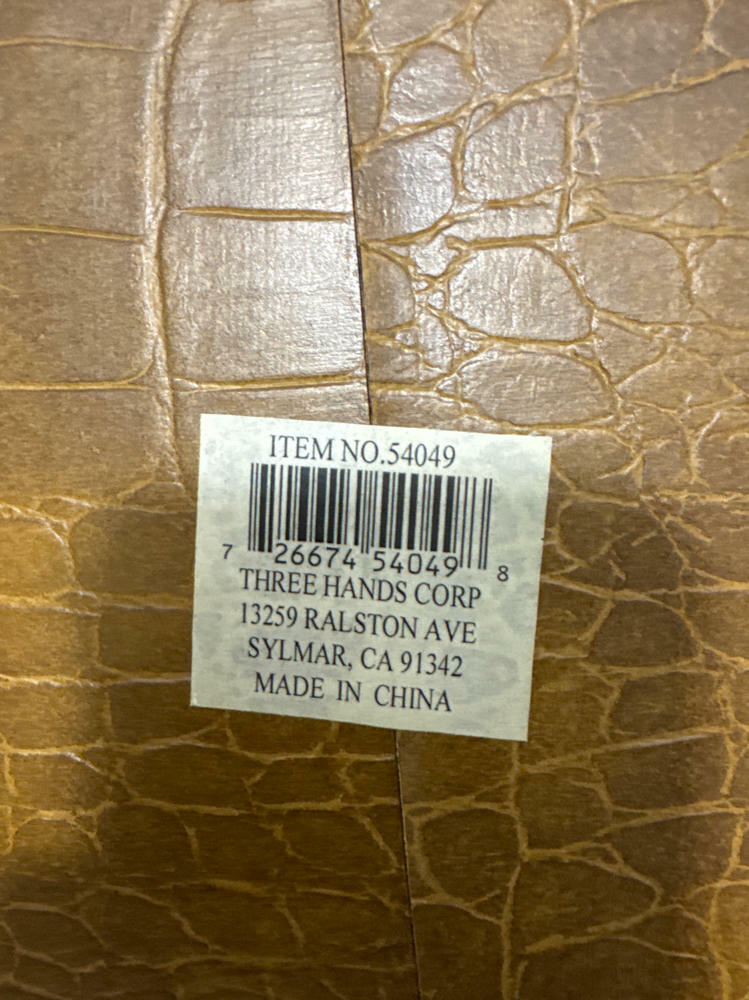 ITEM NO.54049
7 26674 54049 8
THREE HANDS CORP
13259 RALSTON AVE
SYLMAR, CA 91342
MADE IN CHINA